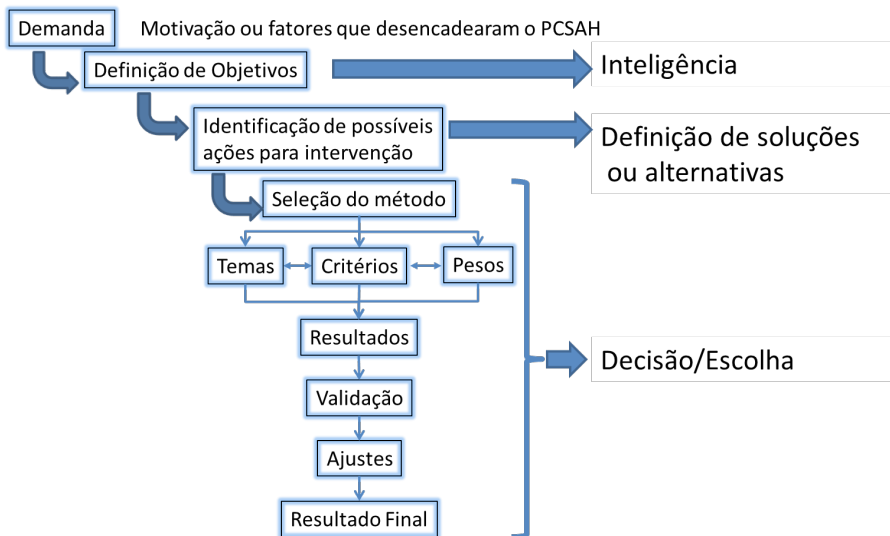 Demanda
Motivação ou fatores que desencadearam o PCSAH
Definição de Objetivos
Inteligência
Identificação de possíveis
ações para intervenção
Definição de soluções
ou alternativas
Seleção do método
Temas
Critérios
Pesos
Resultados
Decisão/Escolha
Validação
Ajustes
Resultado Final